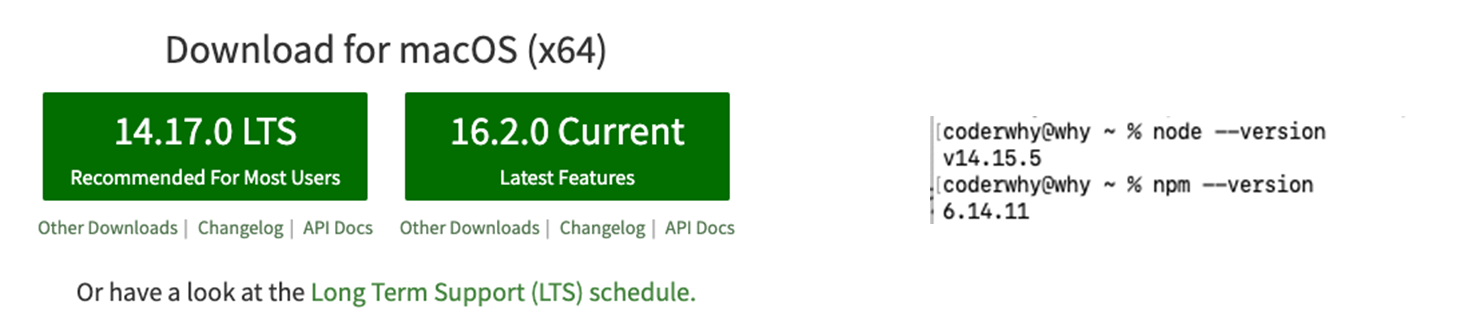 Download for macOS (x64)
14.17.0 LTS
Recommended For Most Users
16.2.0 Current
Latest Features
Other Downloads | Changelog | API Docs
Other Downloads | Changelog | API Docs
Or have a look at the Long Term Support (LTS) schedule.
[coderwhy@why ~ % node --version
v14.15.5
[coderwhy@why ~ % npm --version
6.14.11